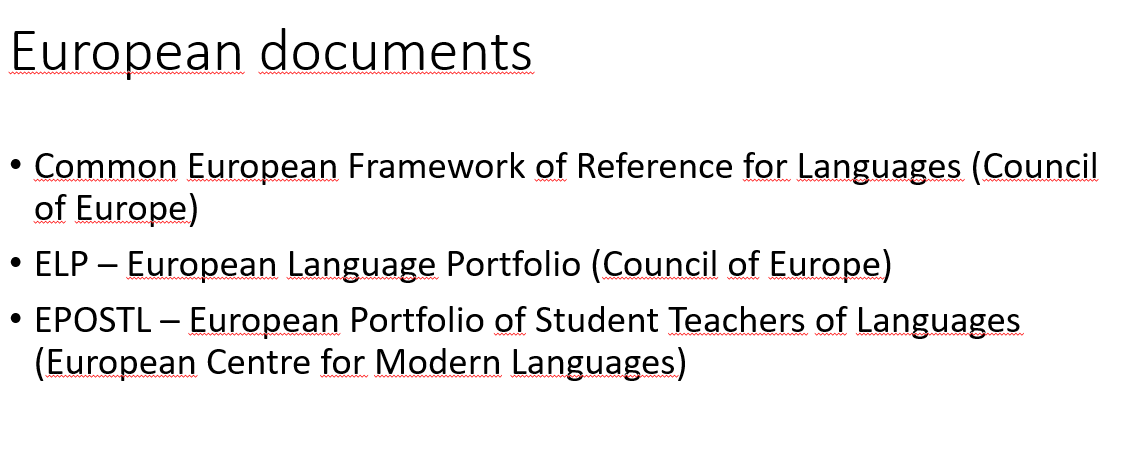 European documents
• Common European Framework of Reference for Languages (Council
of Europe)
• ELP – European Language Portfolio (Council of Europe)
• EPOSTL – European Portfolio of Student Teachers of Languages
(European Centre for Modern Languages)